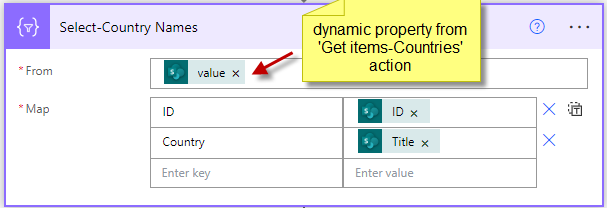 Select-Country Names
dynamic property from
'Get items-Countries'
action
* From
value ×
* Map
ID
ID ×
Country
Title ×
Enter key
Enter value